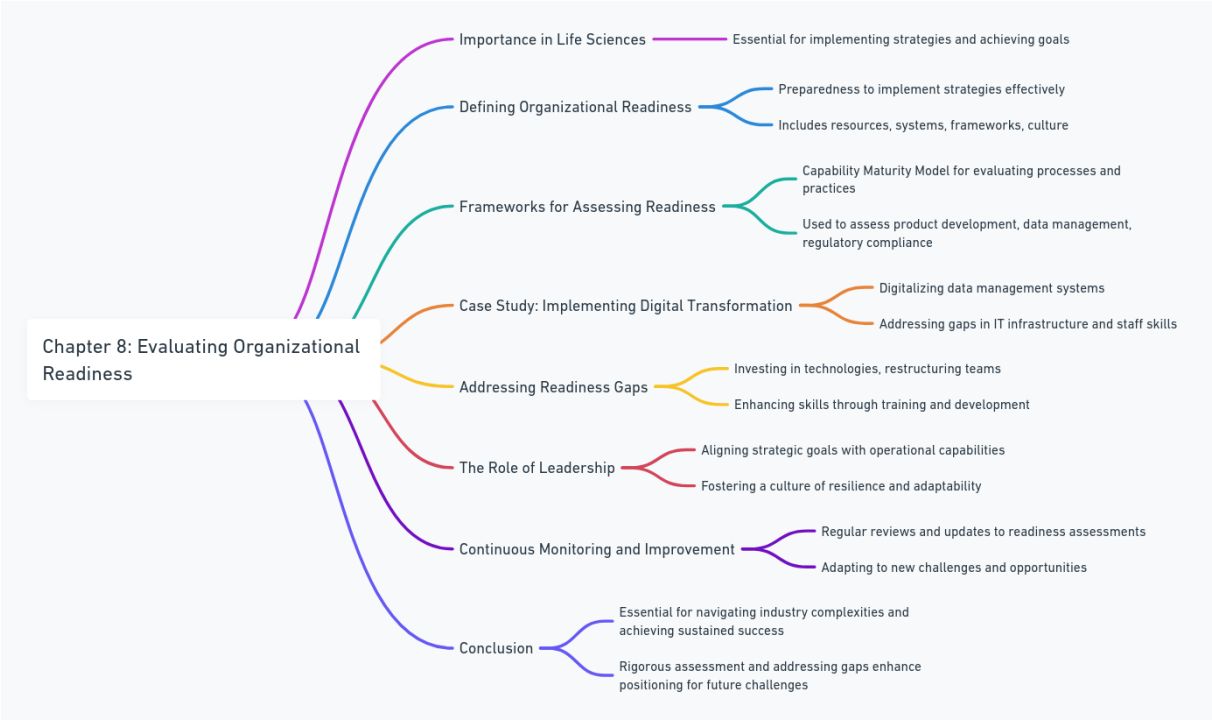 Importance in Life Sciences
Essential for implementing strategies and achieving goals
Defining Organizational Readiness
Preparedness to implement strategies effectively
Includes resources, systems, frameworks, culture
Frameworks for Assessing Readiness
Capability Maturity Model for evaluating processes and
practices
Used to assess product development, data management,
regulatory compliance
Case Study: Implementing Digital Transformation
Digitalizing data management systems
Addressing gaps in IT infrastructure and staff skills
Chapter 8: Evaluating Organizational
Readiness
Addressing Readiness Gaps
Investing in technologies, restructuring teams
Enhancing skills through training and development
The Role of Leadership
Aligning strategic goals with operational capabilities
Fostering a culture of resilience and adaptability
Continuous Monitoring and Improvement
Regular reviews and updates to readiness assessments
Adapting to new challenges and opportunities
Conclusion
Essential for navigating industry complexities and
achieving sustained success
Rigorous assessment and addressing gaps enhance
positioning for future challenges